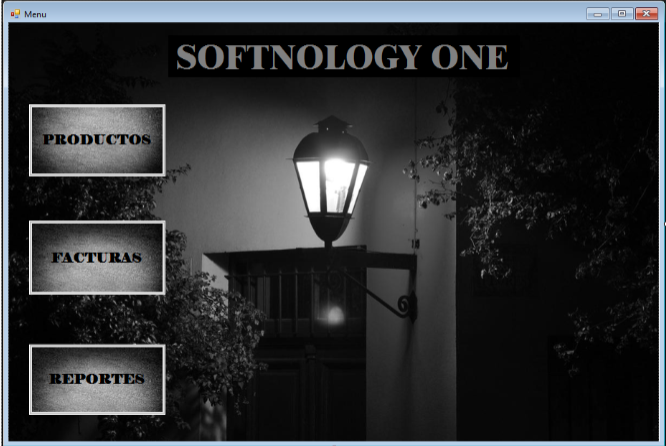 Menu
SOFTNOLOGY ONE
PRODUCTOS
FACTURAS
REPORTES